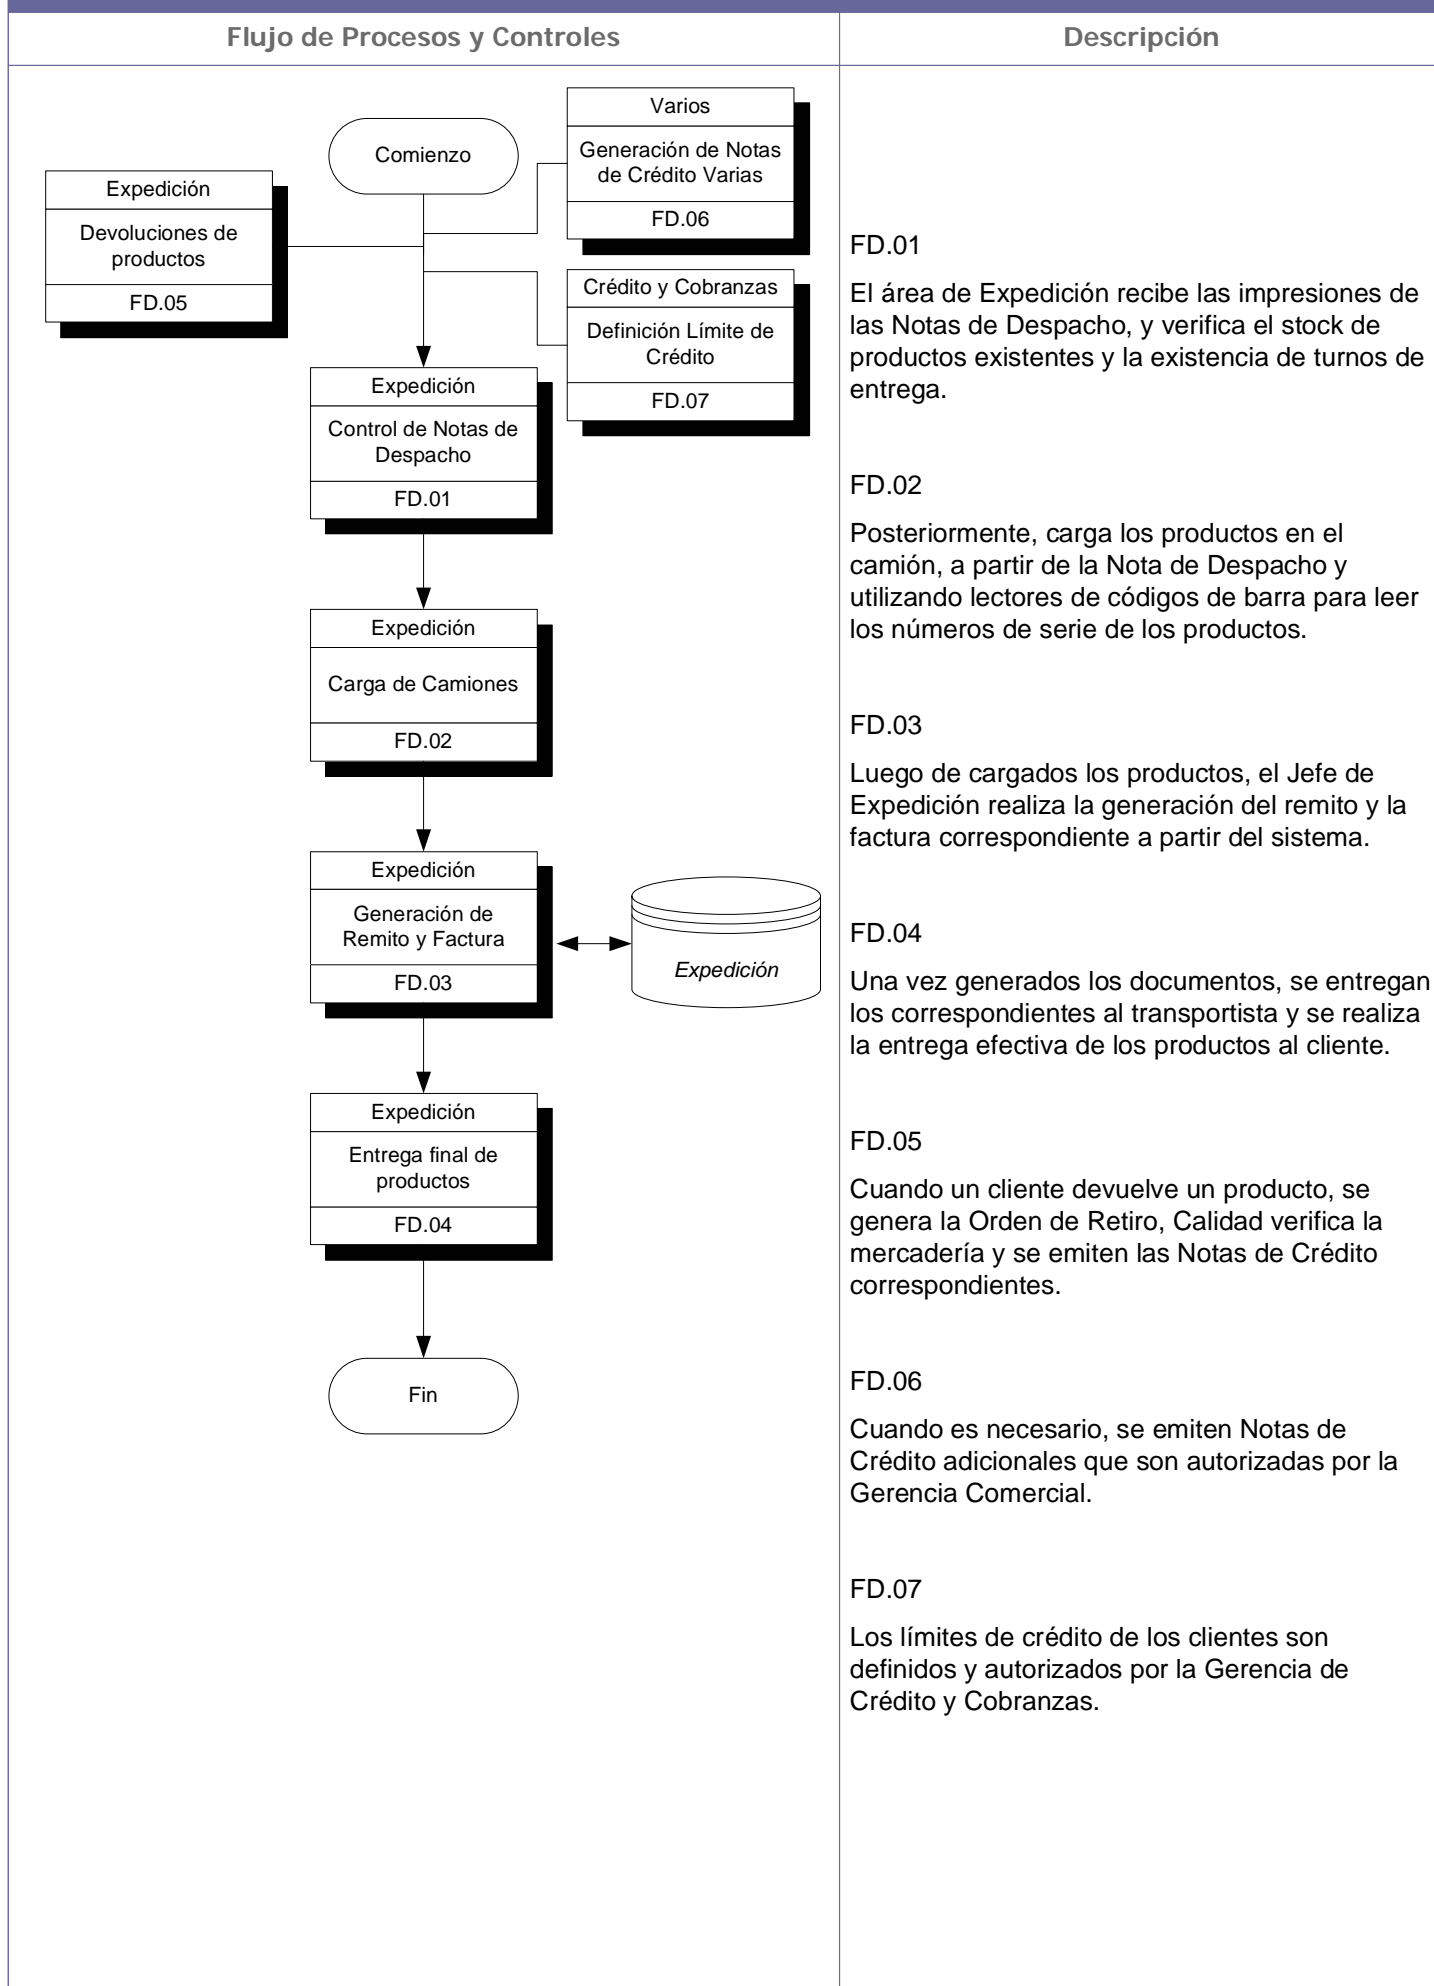 Flujo de Procesos y Controles
Descripción
Comienzo
Varios
Generación de Notas
de Crédito Varias
FD.06
Expedición
Devoluciones de
productos
FD.05
Crédito y Cobranzas
Definición Límite de
Crédito
FD.07
Expedición
Control de Notas de
Despacho
FD.01
Expedición
Carga de Camiones
FD.02
Expedición
Generación de
Remito y Factura
FD.03
Expedición
Expedición
Entrega final de
productos
FD.04
Fin
FD.01
El área de Expedición recibe las impresiones de
las Notas de Despacho, y verifica el stock de
productos existentes y la existencia de turnos de
entrega.
FD.02
Posteriormente, carga los productos en el
camión, a partir de la Nota de Despacho y
utilizando lectores de códigos de barra para leer
los números de serie de los productos.
FD.03
Luego de cargados los productos, el Jefe de
Expedición realiza la generación del remito y la
factura correspondiente a partir del sistema.
FD.04
Una vez generados los documentos, se entregan
los correspondientes al transportista y se realiza
la entrega efectiva de los productos al cliente.
FD.05
Cuando un cliente devuelve un producto, se
genera la Orden de Retiro, Calidad verifica la
mercadería y se emiten las Notas de Crédito
correspondientes.
FD.06
Cuando es necesario, se emiten Notas de
Crédito adicionales que son autorizadas por la
Gerencia Comercial.
FD.07
Los límites de crédito de los clientes son
definidos y autorizados por la Gerencia de
Crédito y Cobranzas.